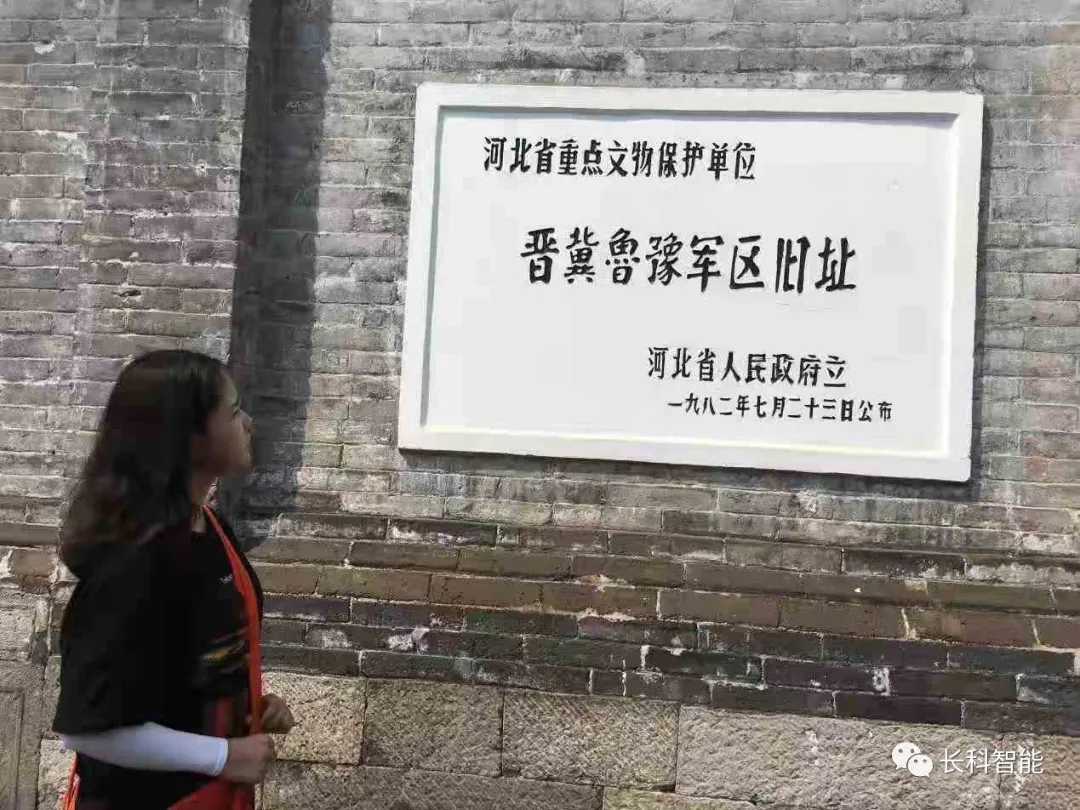 河北省重点文物保护单位
晋冀魯豫军区旧址
河北省人民政府立
一九八二年七月二十三日公布
长科智能